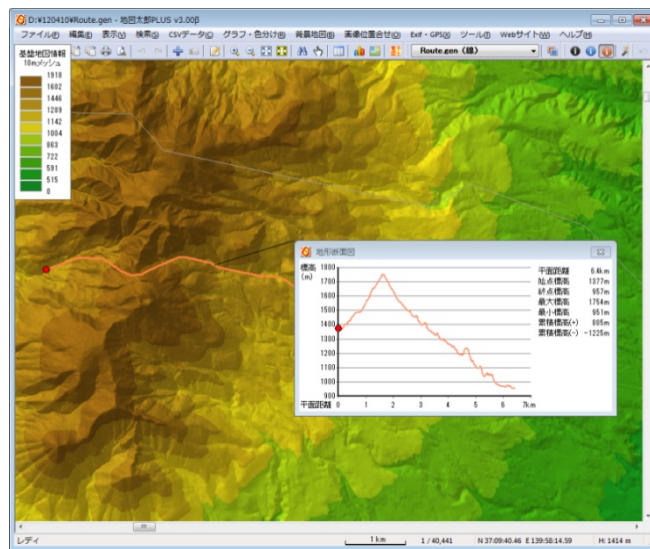 D:¥120410¥Route.gen - 地図太郎PLUS v3.00β
ファイル(F) 編集(E) 表示(V) 検索(S) CSVデータ(C) グラフ・色分け(B) 背景地図(G) 画像位置合せ(Q) Exif・GPS(X) ツール(T) Webサイト(W) ヘルプ(H)
Route.gen (線)
基盤地図情報
10mメッシュ
1918
1602
1446
1289
1142
1004
863
722
591
515
0
地形断面図
標高
(m)
1800
1700
1600
1500
1400
1300
1200
1100
1000
900
平面距離 0 1 2 3 4 5 6 7km
平面距離 6.4km
始点標高 1377m
終点標高 957m
最大標高 1754m
最小標高 951m
累積標高(+) 805m
累積標高(-) -1225m
レディ
1 km
1 / 40,441
N 37:09:40.46 E 139:58:14.59
H: 1414 m